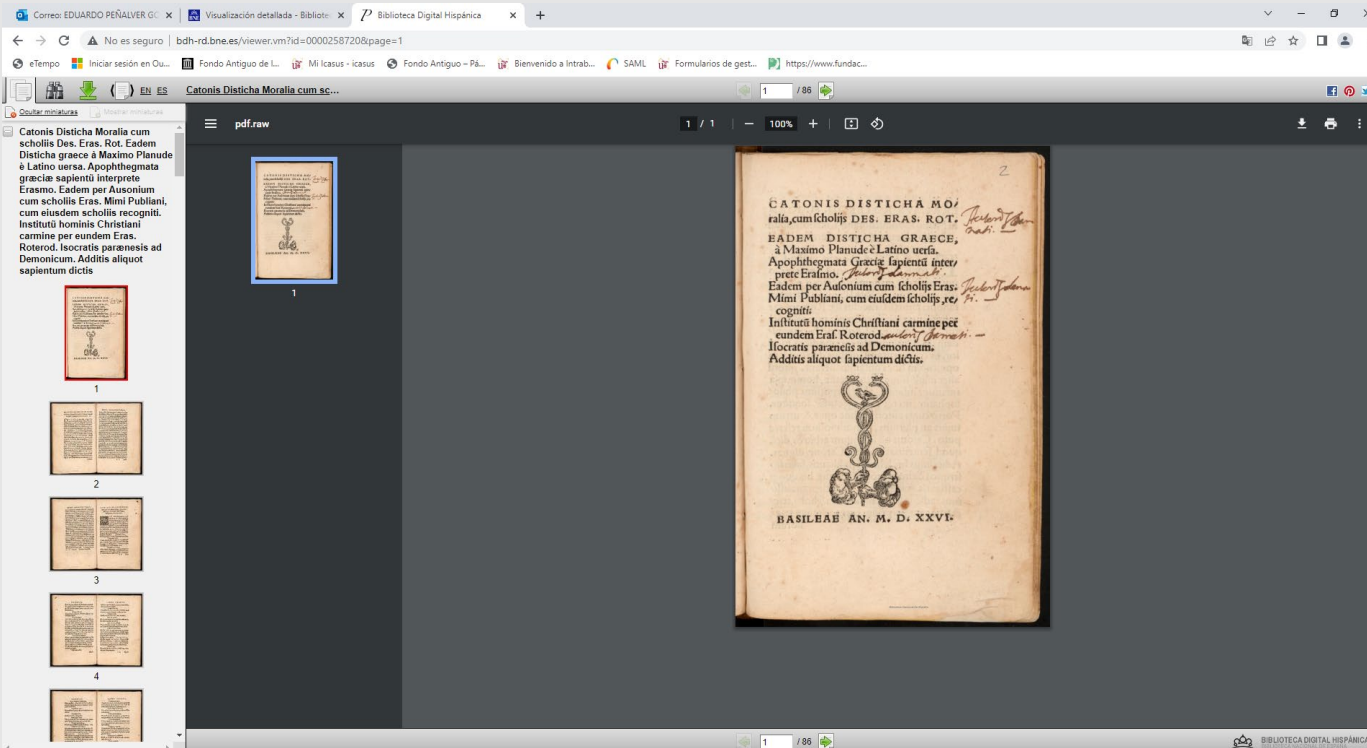 Correo: EDUARDO PEÑALVER GO
Visualización detallada - Bibliote
Biblioteca Digital Hispánica
No es seguro
bdh-rd.bne.es/viewer.vm?id=0000258720&page=1
eTempo
Iniciar sesión en Ou...
Fondo Antiguo de l...
Mi Icasus - icasus
Fondo Antiguo – Pá...
Bienvenido a Intrab...
SAML
Formularios de gest...
https://www.fundac...
EN ES
Catonis Disticha Moralia cum sc...
1 / 86
Ocultar miniaturas
Mostrar miniaturas
Catonis Disticha Moralia cum
scholiis Des. Eras. Rot. Eadem
Disticha graece à Maximo Planude
è Latino uersa. Apophthegmata
græciæ sapientū interprete
Erasmo. Eadem per Ausonium
cum scholiis Eras. Mimi Publiani,
cum eiusdem scholiis recogniti.
Institutū hominis Christiani
carmine per eundem Eras.
Roterod. Isocratis parænesis ad
Demonicum. Additis aliquot
sapientum dictis
1
2
3
4
pdf.raw
1 / 1
100%
1
2
CATONIS DISTICHA MO/
ralia, cum scholijs DES. ERAS. ROT.
EADEM DISTICHA GRAECE,
à Maximo Planude è Latino uersa.
Apophthegmata Græciæ sapientū inter/
prete Erasmo. damnati.
Eadem per Ausonium cum scholijs Eras.
Mimi Publiani, cum eiusdem scholijs, re/
cogniti.
Institutū hominis Christiani carmine per
eundem Eras. Roterod.
Isocratis parænesis ad Demonicum.
Additis aliquot sapientum dictis.
BASILEAE AN. M. D. XXVI.
1 / 86
BIBLIOTECA DIGITAL HISPÁNICA